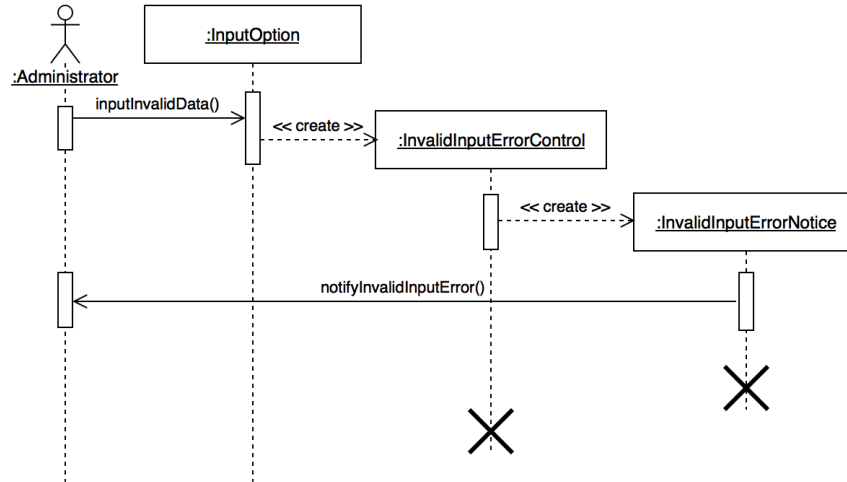 :InputOption
:Administrator
inputInvalidData()
<< create >>
:InvalidInputErrorControl
<< create >>
:InvalidInputErrorNotice
notifyInvalidInputError()